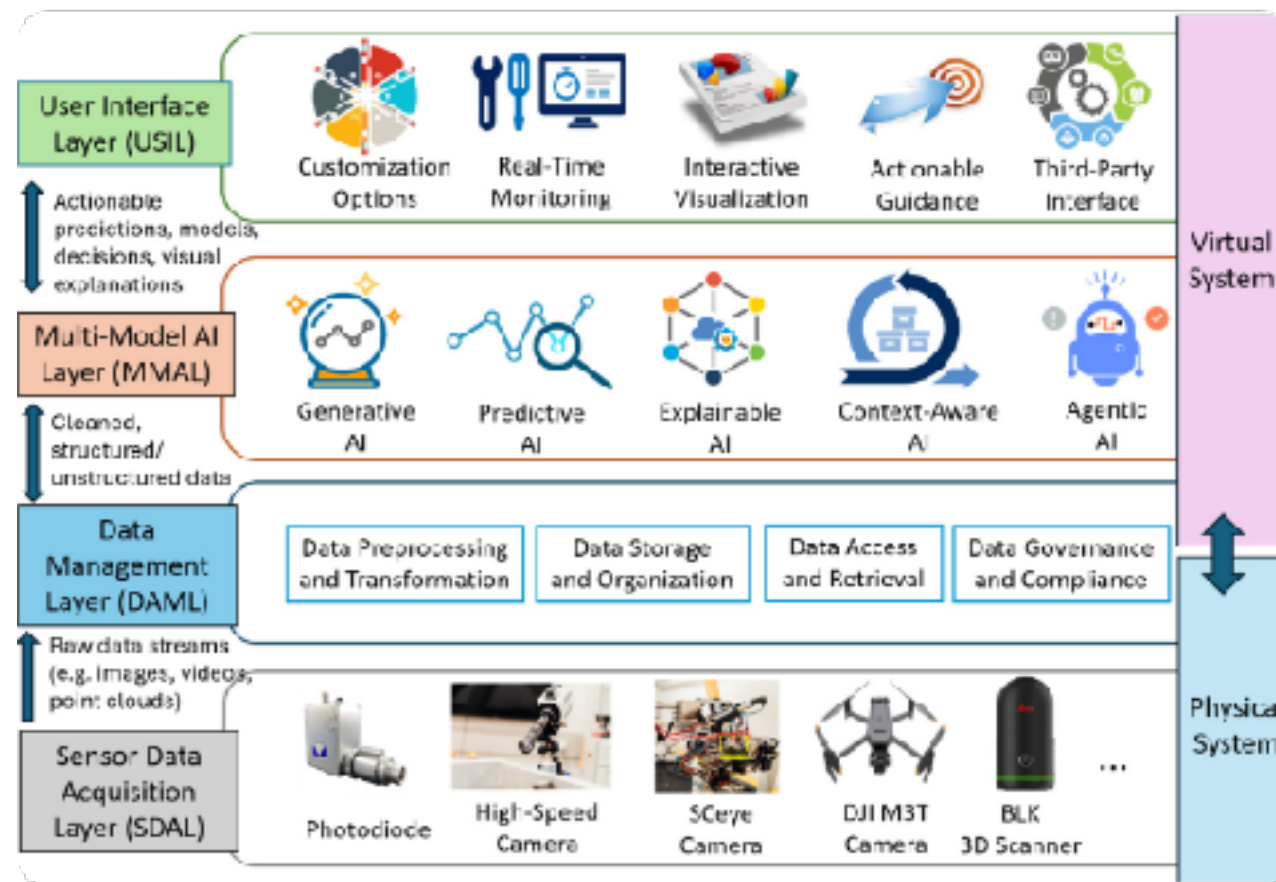 User Interface
Layer (USIL)
Customization
Options
Real-Time
Monitoring
Interactive
Visualization
Actionable
Guidance
Third-Party
Interface
Actionable
predictions, models,
decisions, visual
explanations
Virtual
System
Multi-Model AI
Layer (MMAL)
Generative
AI
Predictive
AI
Explainable
AI
Context-Aware
AI
Agentic
AI
Cleaned,
structured/
unstructured data
Data
Management
Layer (DAML)
Data Preprocessing
and Transformation
Data Storage
and Organization
Data Access
and Retrieval
Data Governance
and Compliance
Raw data streams
(e.g. images, videos,
point clouds)
Physica
System
Sensor Data
Acquisition
Layer (SDAL)
Photodiode
High-Speed
Camera
SCeye
Camera
DJI M3T
Camera
BLK
3D Scanner
...